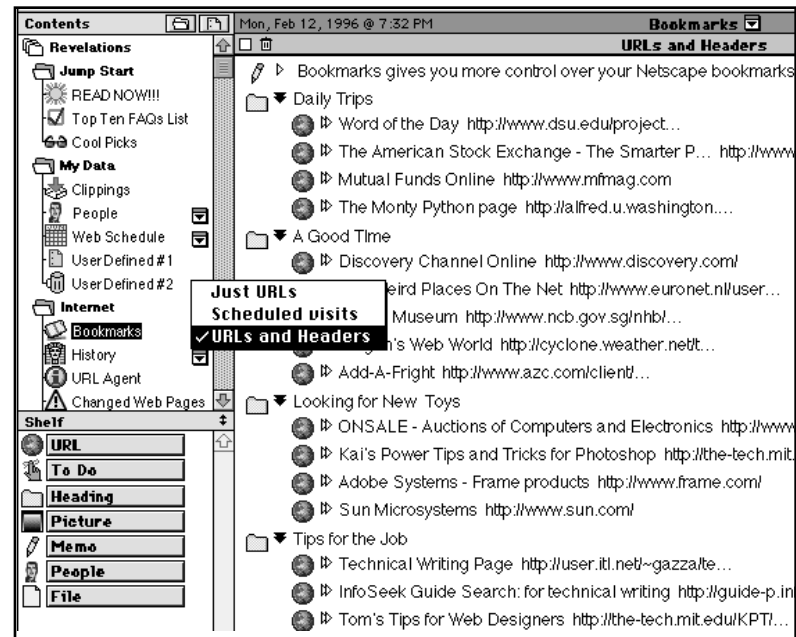 Contents
Revelations
Jump Start
READ NOW!!!
Top Ten FAQs List
Cool Picks
My Data
Clippings
People
Web Schedule
User Defined #1
User Defined #2
Internet
Bookmarks
History
URL Agent
Changed Web Pages
Shelf
URL
To Do
Heading
Picture
Memo
People
File
Just URLs
Scheduled visits
✓URLs and Headers
Mon, Feb 12, 1996 @ 7:32 PM Bookmarks
URLs and Headers
Bookmarks gives you more control over your Netscape bookmarks
Daily Trips
Word of the Day http://www.dsu.edu/project...
The American Stock Exchange - The Smarter P... http://www
Mutual Funds Online http://www.mfmag.com
The Monty Python page http://alfred.u.washington....
A Good TIme
Discovery Channel Online http://www.discovery.com/
Places On The Net http://www.euronet.nl/user...
Museum http://www.ncb.gov.sg/nhb/...
Web World http://cyclone.weather.net/t...
Add-A-Fright http://www.azc.com/client/...
Looking for New Toys
ONSALE - Auctions of Computers and Electronics http://www
Kai's Power Tips and Tricks for Photoshop http://the-tech.mit.
Adobe Systems - Frame products http://www.frame.com/
Sun Microsystems http://www.sun.com/
Tips for the Job
Technical Writing Page http://user.itl.net/~gazza/te...
InfoSeek Guide Search: for technical writing http://guide-p.in
Tom's Tips for Web Designers http://the-tech.mit.edu/KPT/...